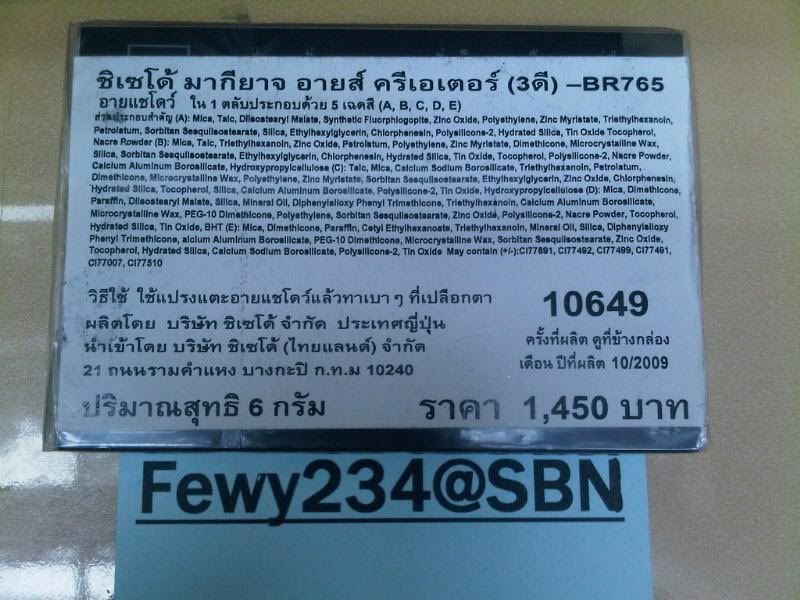 ชิเซโด้ มากียาจ อายส์ ครีเอเตอร์ (3ดี) –BR765
อายแชโดว์ ใน 1 ตลับประกอบด้วย 5 เฉดสี (A, B, C, D, E)
ส่วนประกอบสำคัญ (A): Mica, Talc, Diisostearyl Malate, Synthetic Fluorphlogopite, Zinc Oxide, Polyethylene, Zinc Myristate, Triethylhexanoin,
Petrolatum, Sorbitan Sesquiisostearate, Silica, Ethylhexylglycerin, Chlorphenesin, Polysilicone-2, Hydrated Silica, Tin Oxide Tocopherol,
Nacre Powder (B): Mica, Talc, Triethylhexanoin, Zinc Oxide, Petrolatum, Polyethylene, Zinc Myristate, Dimethicone, Microcrystalline Wax,
Silica, Sorbitan Sesquiisostearate, Ethylhexylglycerin, Chlorphenesin, Hydrated Silica, Tin Oxide, Tocopherol, Polysilicone-2, Nacre Powder,
Calcium Aluminum Borosilicate, Hydroxypropylcellulose (C): Talc, Mica, Calcium Sodium Borosilicate, Triethylhexanoin, Petrolatum,
Dimethicone, Microcrystalline Wax, Polyethylene, Zinc Myristate, Sorbitan Sesquiisostearate, Ethylhexylglycerin, Zinc Oxide, Chlorphenesin,
Hydrated Silica, Tocopherol, Silica, Calcium Aluminum Borosilicate, Polysilicone-2, Tin Oxide, Hydroxypropylcellulose (D): Mica, Dimethicone,
Paraffin, Diisostearyl Malate, Silica, Mineral Oil, Diphenylsiloxy Phenyl Trimethicone, Triethylhexanoin, Calcium Aluminum Borosilicate,
Microcrystalline Wax, PEG-10 Dimethicone, Polyethylene, Sorbitan Sesquiisostearate, Zinc Oxide, Polysilicone-2, Nacre Powder, Tocopherol,
Hydrated Silica, Tin Oxide, BHT (E): Mica, Dimethicone, Paraffin, Cetyl Ethylhexanoate, Triethylhexanoin, Mineral Oil, Silica, Diphenylsiloxy
Phenyl Trimethicone, alcium Aluminum Borosilicate, PEG-10 Dimethicone, Microcrystalline Wax, Sorbitan Sesquiisostearate, Zinc Oxide,
Tocopherol, Hydrated Silica, Calcium Sodium Borosilicate, Polysilicone-2, Tin Oxide May contain (+/-):CI77891, CI77492, CI77499, CI77491,
CI77007, CI77510
วิธีใช้ ใช้แปรงแตะอายแชโดว์แล้วทาเบา ๆ ที่เปลือกตา
ผลิตโดย บริษัท ชิเซโด้ จำกัด ประเทศญี่ปุ่น
นำเข้าโดย บริษัท ชิเซโด้ (ไทยแลนด์) จำกัด
21 ถนนรามคำแหง บางกะปิ ก.ท.ม 10240
10649
ครั้งที่ผลิต ดูที่ข้างกล่อง
เดือน ปีที่ผลิต 10/2009
ปริมาณสุทธิ 6 กรัม
ราคา 1,450 บาท
Fewy234@SBN